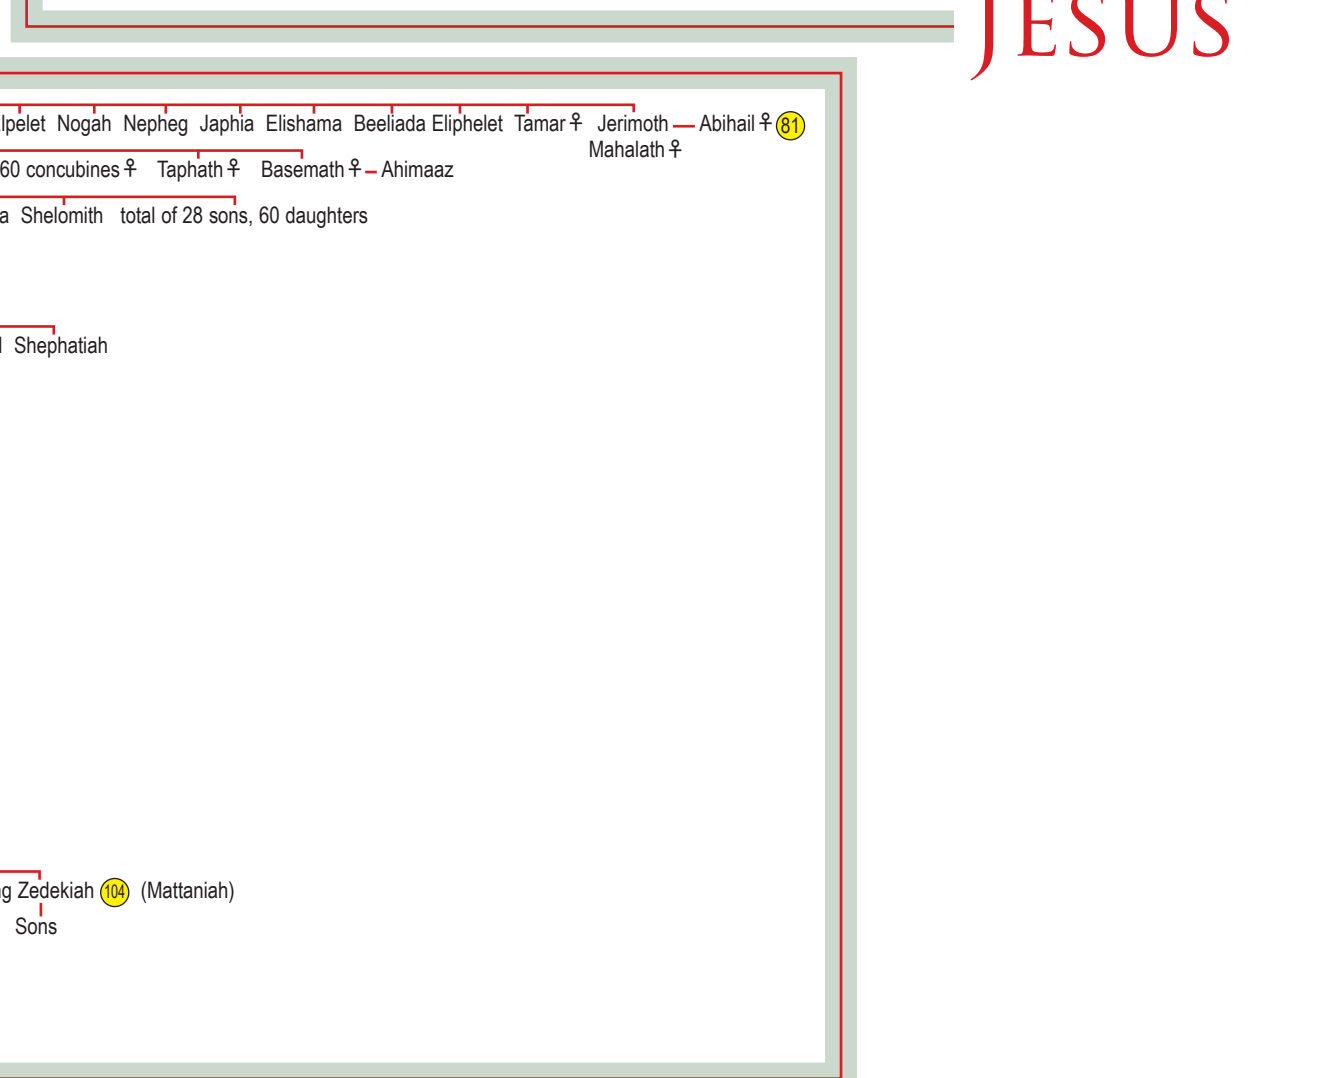 JESUS
lpelet Nogah Nepheg Japhia Elishama Beeliada Eliphelet Tamar ♀ Jerimoth — Abihail ♀ 81
Mahalath ♀
60 concubines ♀ Taphath ♀ Basemath ♀ – Ahimaaz
a Shelomith total of 28 sons, 60 daughters
Shephatiah
g Zedekiah 104 (Mattaniah)
Sons